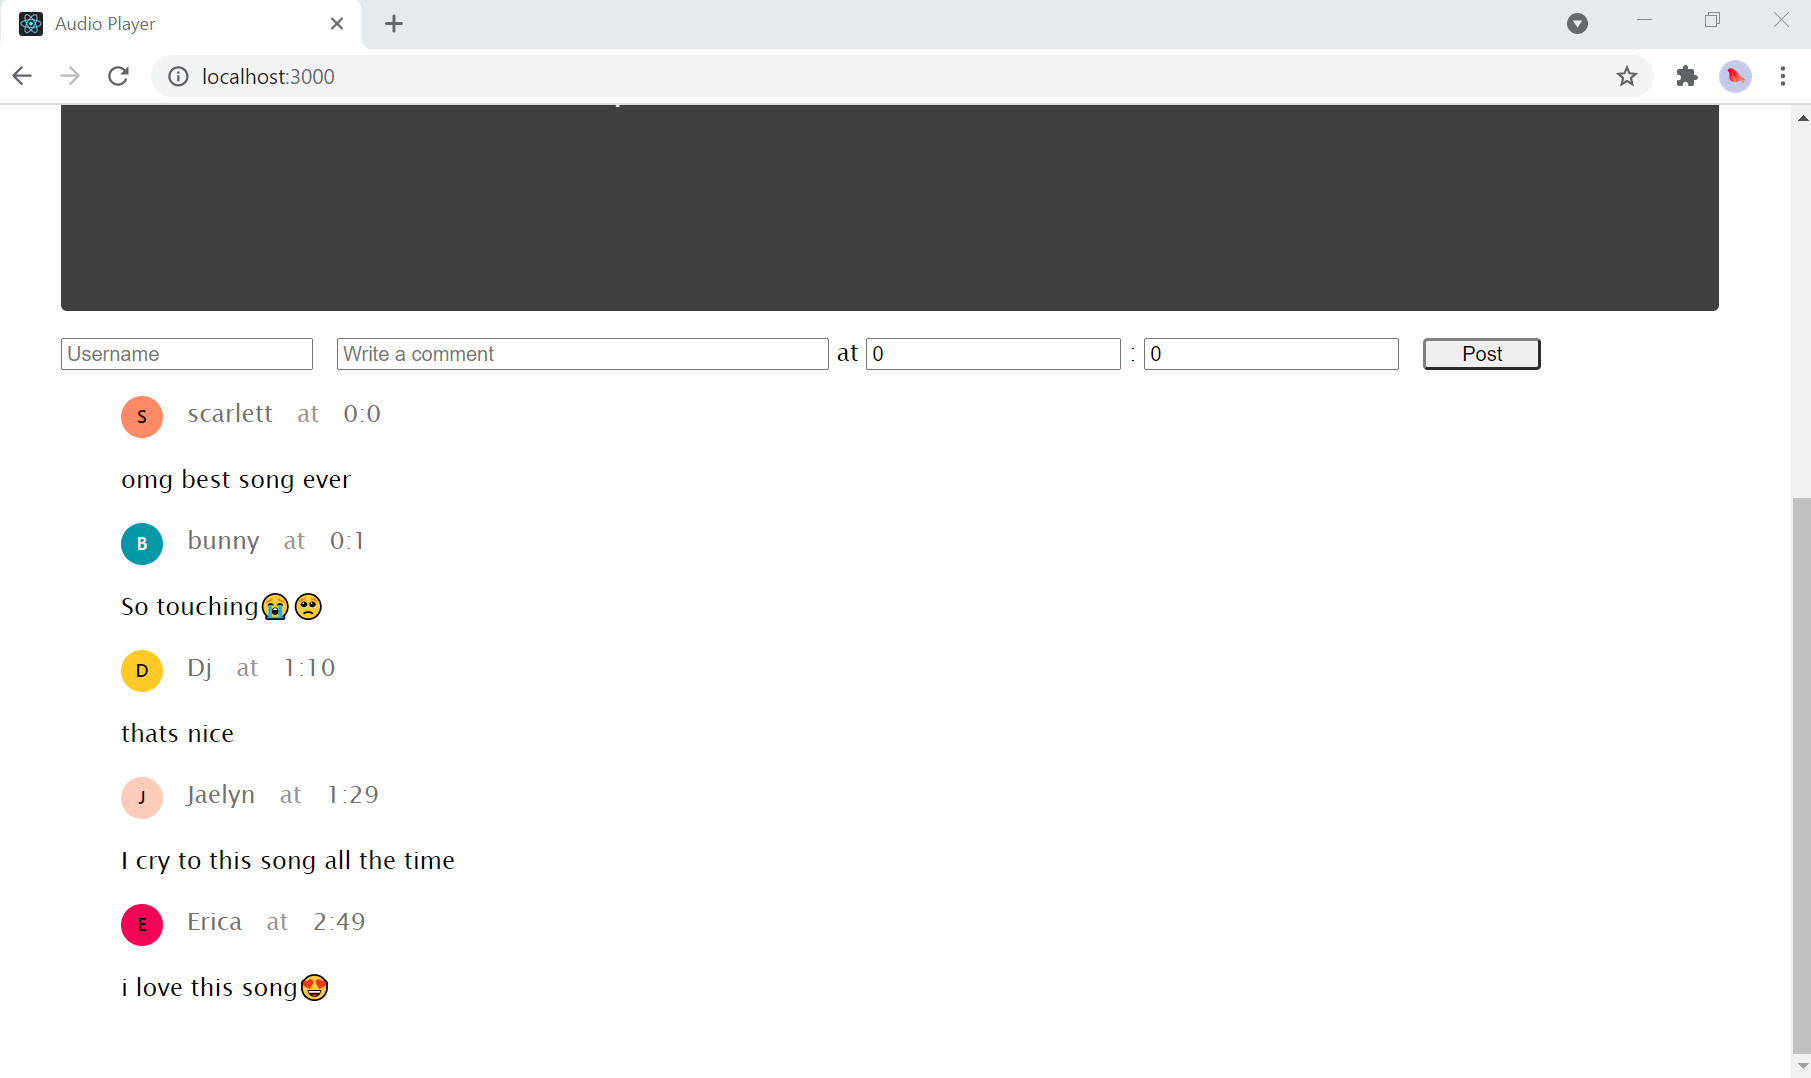 Audio Player
localhost:3000
Username Write a comment at 0 : 0 Post
S scarlett at 0:0
omg best song ever
B bunny at 0:1
So touching😭🥺
D Dj at 1:10
thats nice
J Jaelyn at 1:29
I cry to this song all the time
E Erica at 2:49
i love this song😍